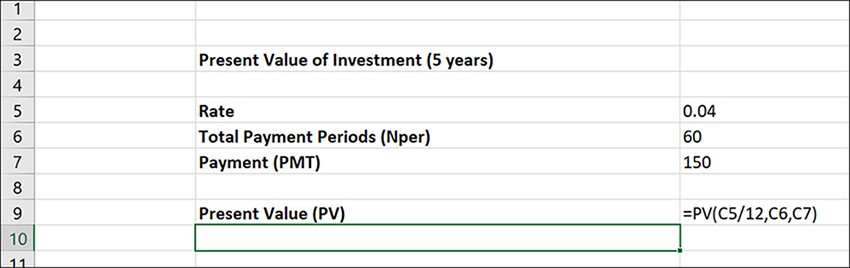 1
2
3 Present Value of Investment (5 years)
4
5 Rate 0.04
6 Total Payment Periods (Nper) 60
7 Payment (PMT) 150
8
9 Present Value (PV) =PV(C5/12,C6,C7)
10
11